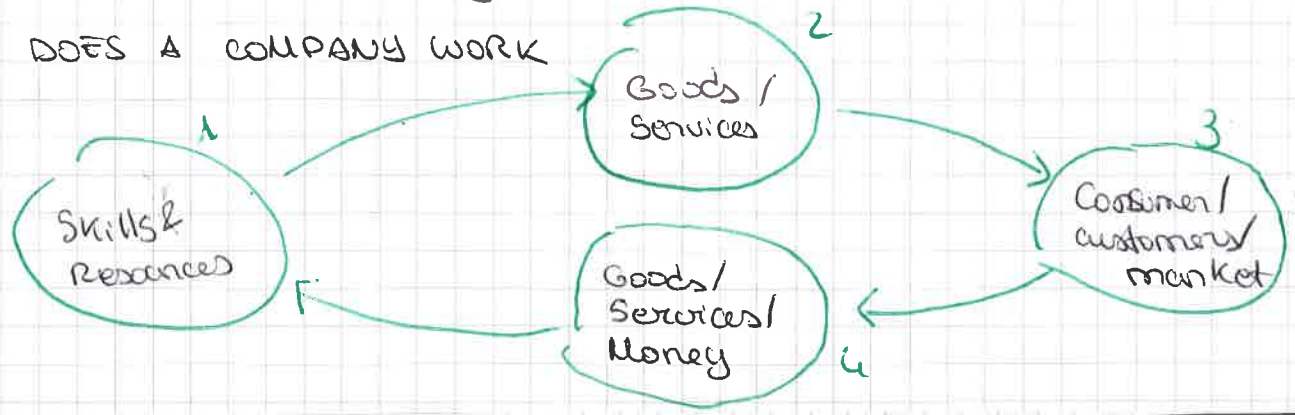 DOES A COMPANY WORK
2
Goods /
Services
1
3
Skills &
Resources
Consumer/
customers/
market
Goods/
Services/
Money
4